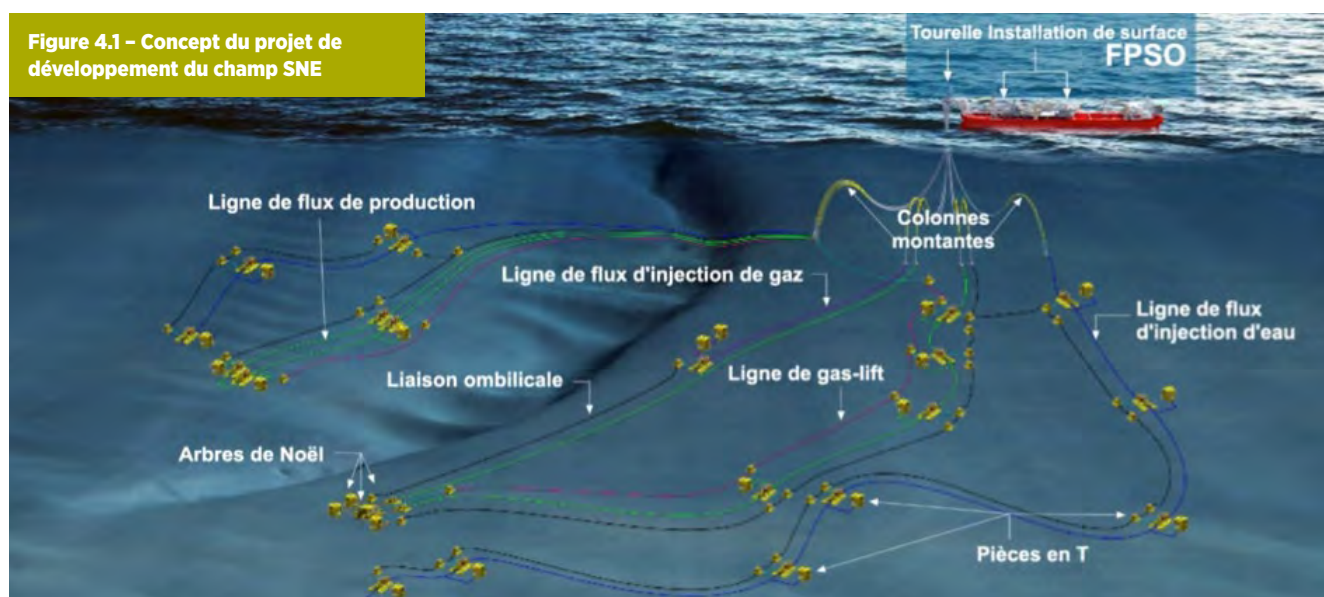 Figure 4.1 – Concept du projet de
développement du champ SNE
Tourelle Installation de surface
FPSO
Ligne de flux de production
Colonnes
montantes
Ligne de flux d'injection de gaz
Ligne de flux
d'injection d'eau
Liaison ombilicale
Ligne de gas-lift
Arbres de Noël
Pièces en T